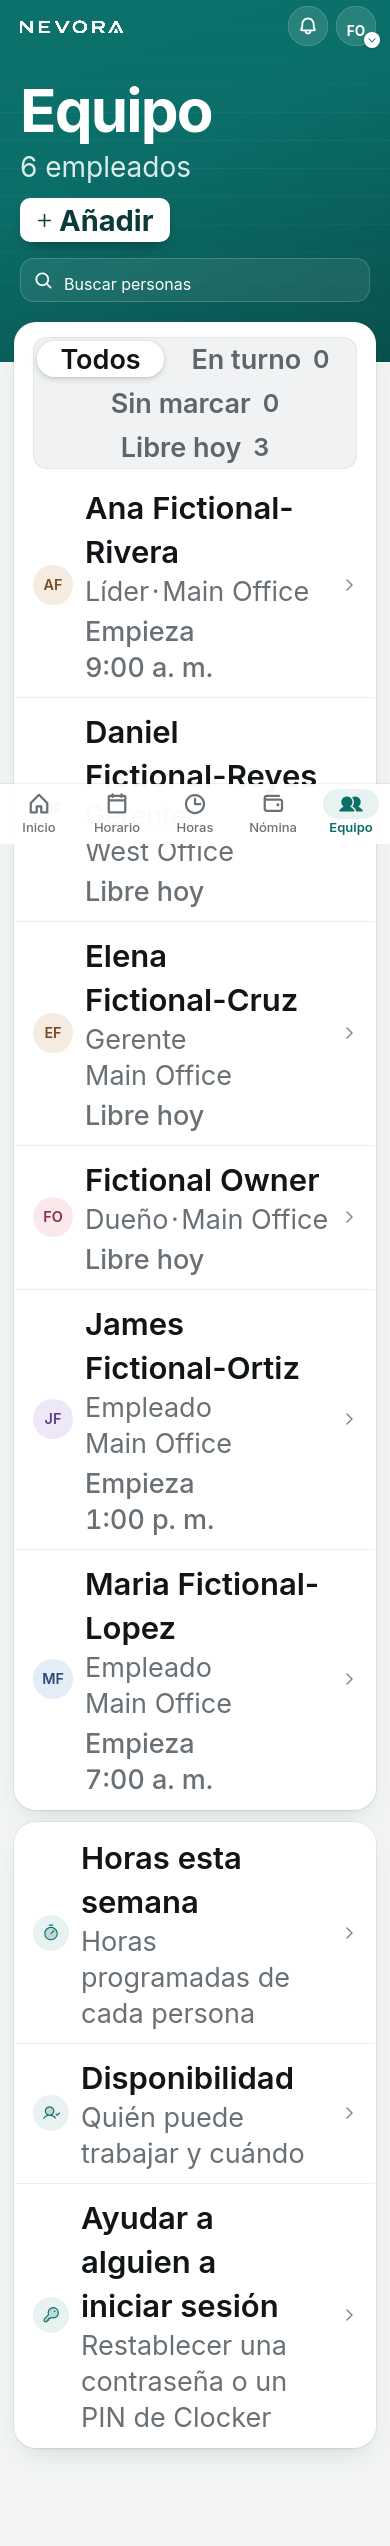 NEVORA
FO
Equipo
6 empleados
+ Añadir
Buscar personas
Todos En turno 0
Sin marcar 0
Libre hoy 3
Ana Fictional-
Rivera
AF
Líder · Main Office
Empieza
9:00 a. m.
Daniel
Fictional-Reyes
Inicio Horario Horas Nómina Equipo
West Office
Libre hoy
Elena
Fictional-Cruz
EF
Gerente
Main Office
Libre hoy
Fictional Owner
FO
Dueño · Main Office
Libre hoy
James
Fictional-Ortiz
JF
Empleado
Main Office
Empieza
1:00 p. m.
Maria Fictional-
Lopez
MF
Empleado
Main Office
Empieza
7:00 a. m.
Horas esta
semana
Horas
programadas de
cada persona
Disponibilidad
Quién puede
trabajar y cuándo
Ayudar a
alguien a
iniciar sesión
Restablecer una
contraseña o un
PIN de Clocker